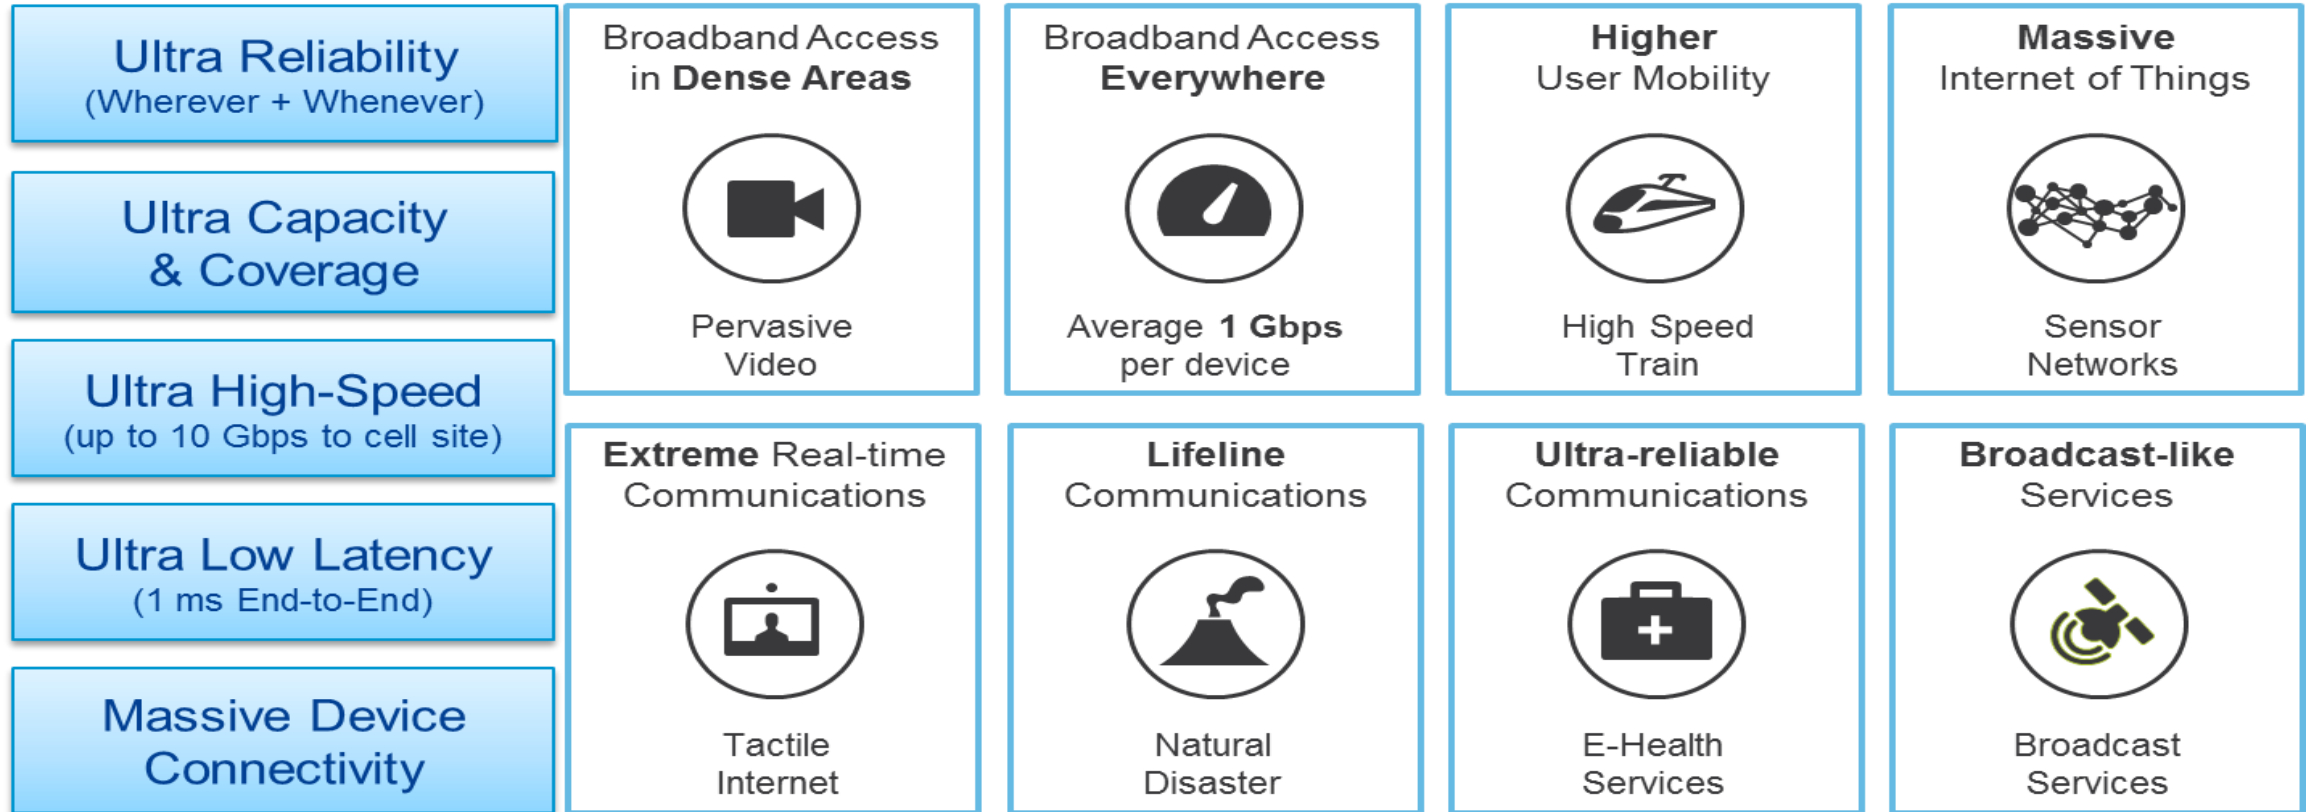 Ultra Reliability
(Wherever + Whenever)
Ultra Capacity
& Coverage
Ultra High-Speed
(up to 10 Gbps to cell site)
Ultra Low Latency
(1 ms End-to-End)
Massive Device
Connectivity
Broadband Access
in Dense Areas
Pervasive
Video
Broadband Access
Everywhere
Average 1 Gbps
per device
Higher
User Mobility
High Speed
Train
Massive
Internet of Things
Sensor
Networks
Extreme Real-time
Communications
Tactile
Internet
Lifeline
Communications
Natural
Disaster
Ultra-reliable
Communications
E-Health
Services
Broadcast-like
Services
Broadcast
Services